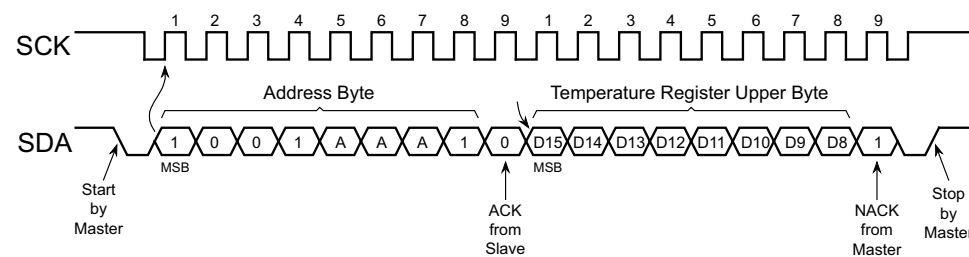 1 2 3 4 5 6 7 8 9 1 2 3 4 5 6 7 8 9
SCK
Address Byte Temperature Register Upper Byte
SDA 1 0 0 1 A A A 1 0 D15 D14 D13 D12 D11 D10 D9 D8 1
MSB MSB
Start
by
Master
ACK
from
Slave
NACK
from
Master
Stop
by
Master